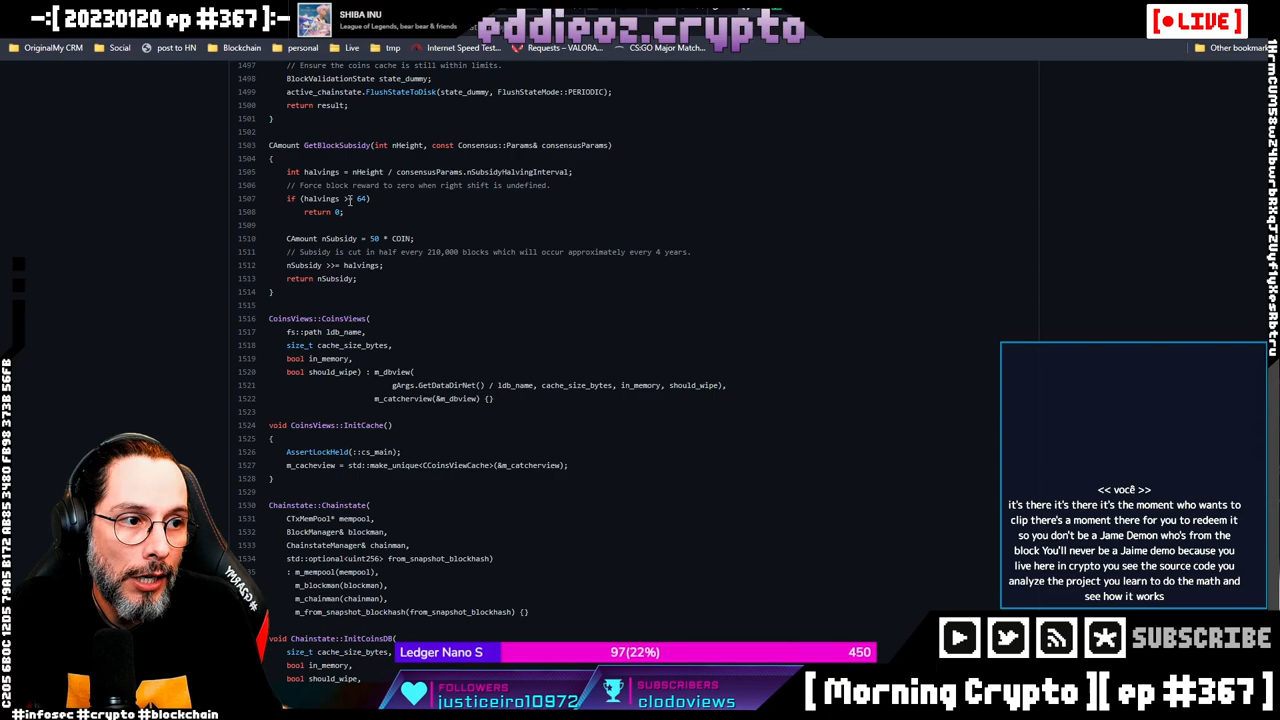 -:[ 20230120 ep #367 ]:-
SHIBA INU
League of Legends, bear bear & friends
eddieoz.crypto
[● LIVE ]
OriginalMy CRM
Social
post to HN
Blockchain
personal
Live
tmp
Internet Speed Test...
Requests – VALORA...
CS:GO Major Match...
Other bookmar
1497 // Ensure the coins cache is still within limits.
1498 BlockValidationState state_dummy;
1499 active_chainstate.FlushStateToDisk(state_dummy, FlushStateMode::PERIODIC);
1500 return result;
1501 }
1502
1503 CAmount GetBlockSubsidy(int nHeight, const Consensus::Params& consensusParams)
1504 {
1505 int halvings = nHeight / consensusParams.nSubsidyHalvingInterval;
1506 // Force block reward to zero when right shift is undefined.
1507 if (halvings >= 64)
1508 return 0;
1509
1510 CAmount nSubsidy = 50 * COIN;
1511 // Subsidy is cut in half every 210,000 blocks which will occur approximately every 4 years.
1512 nSubsidy >>= halvings;
1513 return nSubsidy;
1514 }
1515
1516 CoinsViews::CoinsViews(
1517 fs::path ldb_name,
1518 size_t cache_size_bytes,
1519 bool in_memory,
1520 bool should_wipe) : m_dbview(
1521 gArgs.GetDataDirNet() / ldb_name, cache_size_bytes, in_memory, should_wipe),
1522 m_catcherview(&m_dbview) {}
1523
1524 void CoinsViews::InitCache()
1525 {
1526 AssertLockHeld(::cs_main);
1527 m_cacheview = std::make_unique<CCoinsViewCache>(&m_catcherview);
1528 }
1529
1530 Chainstate::Chainstate(
1531 CTxMemPool* mempool,
1532 BlockManager& blockman,
1533 ChainstateManager& chainman,
1534 std::optional<uint256> from_snapshot_blockhash)
: m_mempool(mempool),
m_blockman(blockman),
m_chainman(chainman),
m_from_snapshot_blockhash(from_snapshot_blockhash) {}
void Chainstate::InitCoinsDB(
size_t cache_size_bytes,
bool in_memory,
bool should_wipe,
<< você >>
it's there it's there it's the moment who wants to
clip there's a moment there for you to redeem it
so you don't be a Jame Demon who's from the
block You'll never be a Jaime demo because you
live here in crypto you see the source code you
analyze the project you learn to do the math and
see how it works
Ledger Nano S
97(22%)
450
SUBSCRIBE
FOLLOWERS
justiceiro10972
SUBSCRIBERS
clodoviews
[ Morning Crypto ][ ep #367 ]
#infosec #crypto #blockchain